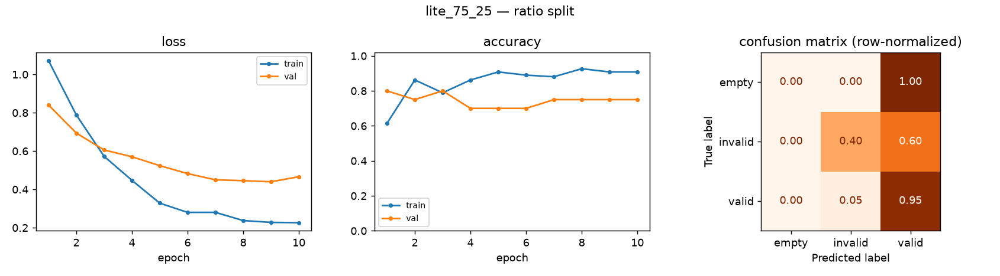 lite_75_25 — ratio split
loss
train
val
1.0
0.8
0.6
0.4
0.2
2 4 6 8 10
epoch
accuracy
1.0
0.8
0.6
0.4
0.2
0.0
train
val
2 4 6 8 10
epoch
confusion matrix (row-normalized)
True label
empty 0.00 0.00 1.00
invalid 0.00 0.40 0.60
valid 0.00 0.05 0.95
empty invalid valid
Predicted label